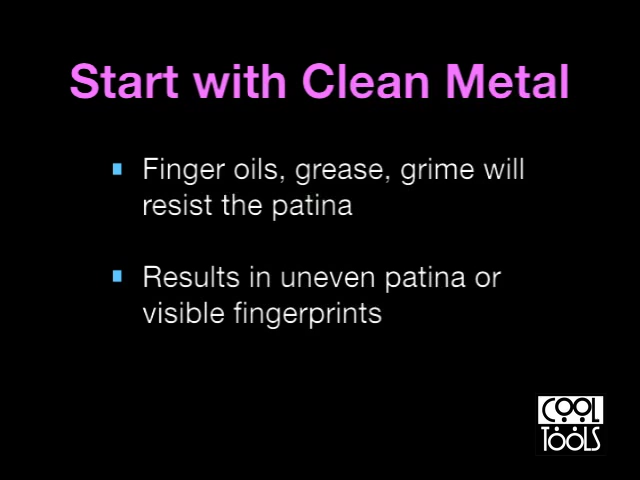 Start with Clean Metal
Finger oils, grease, grime will
resist the patina
Results in uneven patina or
visible fingerprints
COOL
TOOLS